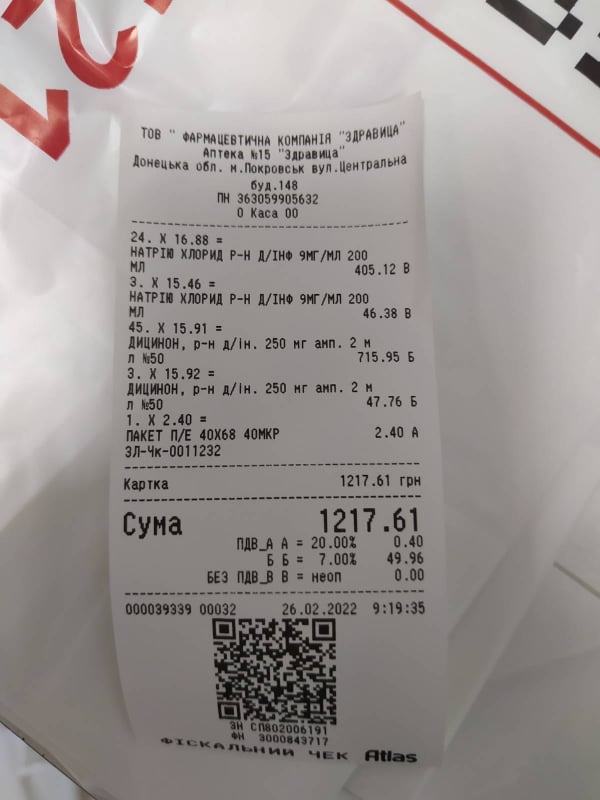 ТОВ " ФАРМАЦЕВТИЧНА КОМПАНІЯ "ЗДРАВИЦА"
Аптека №15 "Здравица"
Донецька обл. м.Покровськ вул.Центральна
буд.148
ПН 363059905632
0 Каса 00
24. X 16.88 =
НАТРІЮ ХЛОРИД Р-Н Д/ІНФ 9МГ/МЛ 200
МЛ 405.12 В
3. X 15.46 =
НАТРІЮ ХЛОРИД Р-Н Д/ІНФ 9МГ/МЛ 200
МЛ 46.38 В
45. X 15.91 =
ДИЦИНОН, р-н д/ін. 250 мг амп. 2 м
л №50 715.95 Б
3. X 15.92 =
ДИЦИНОН, р-н д/ін. 250 мг амп. 2 м
л №50 47.76 Б
1. X 2.40 =
ПАКЕТ П/Е 40Х68 40МКР 2.40 А
ЗЛ-Чк-0011232
Картка 1217.61 грн
Сума 1217.61
ПДВ_А А = 20.00% 0.40
Б Б = 7.00% 49.96
БЕЗ ПДВ_В В = неоп 0.00
000039339 00032 26.02.2022 9:19:35
ЗН СП802006191
ФН 3000843717
ФІСКАЛЬНИЙ ЧЕК Atlas